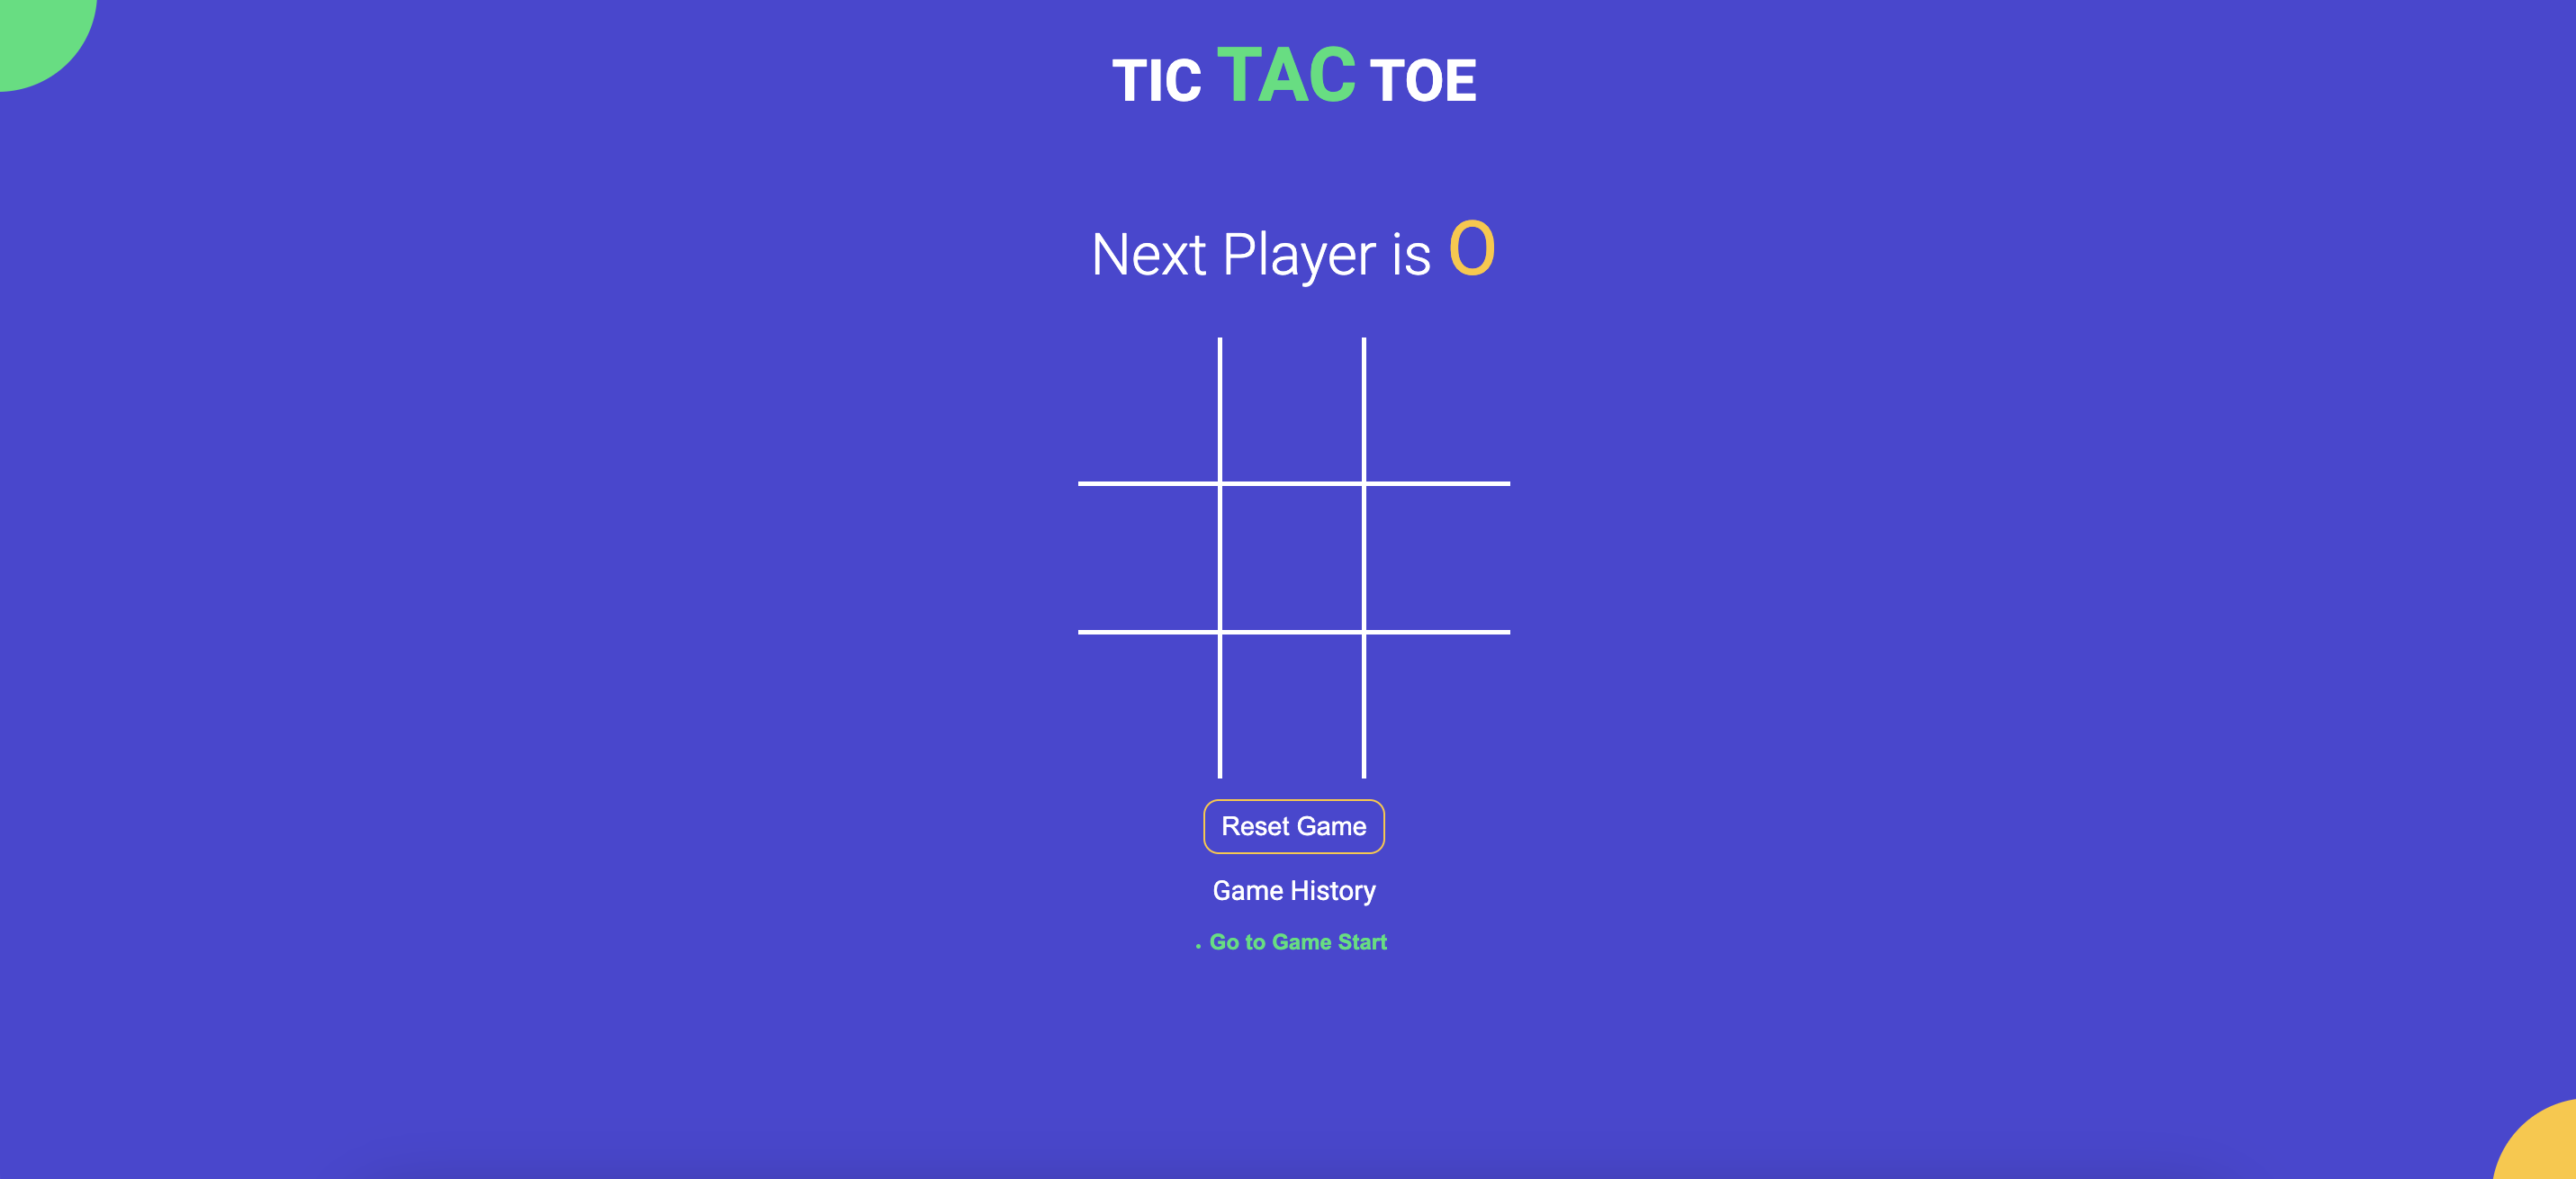 TIC TAC TOE
Next Player is O
Reset Game
Game History
Go to Game Start